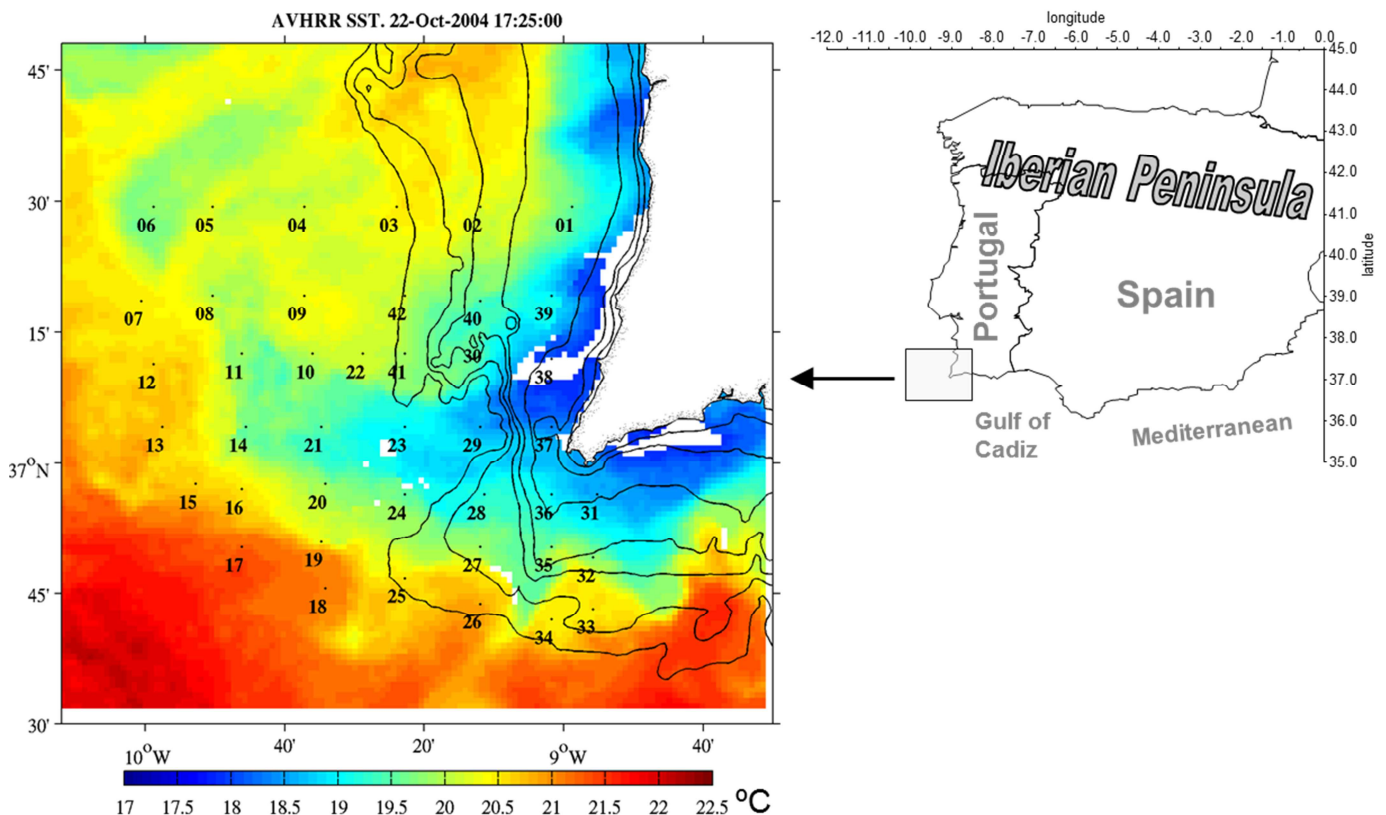 AVHRR SST. 22-Oct-2004 17:25:00
45'
30'
15'
37°N
45'
30'
06 05 04 03 02 01
07 08 09 42 40 39
30
12 11 10 22 41 38
13 14 21 23 29 37
15 16 20 24 28 36 31
17 19 27 35 32
18 25 26 34 33
10°W 40' 20' 9°W 40'
17 17.5 18 18.5 19 19.5 20 20.5 21 21.5 22 22.5 °C
longitude
-12.0 -11.0 -10.0 -9.0 -8.0 -7.0 -6.0 -5.0 -4.0 -3.0 -2.0 -1.0 0.0
45.0
44.0
43.0
42.0
41.0
40.0
39.0
38.0
37.0
36.0
35.0
latitude
Iberian Peninsula
Portugal
Spain
Gulf of
Cadiz
Mediterranean